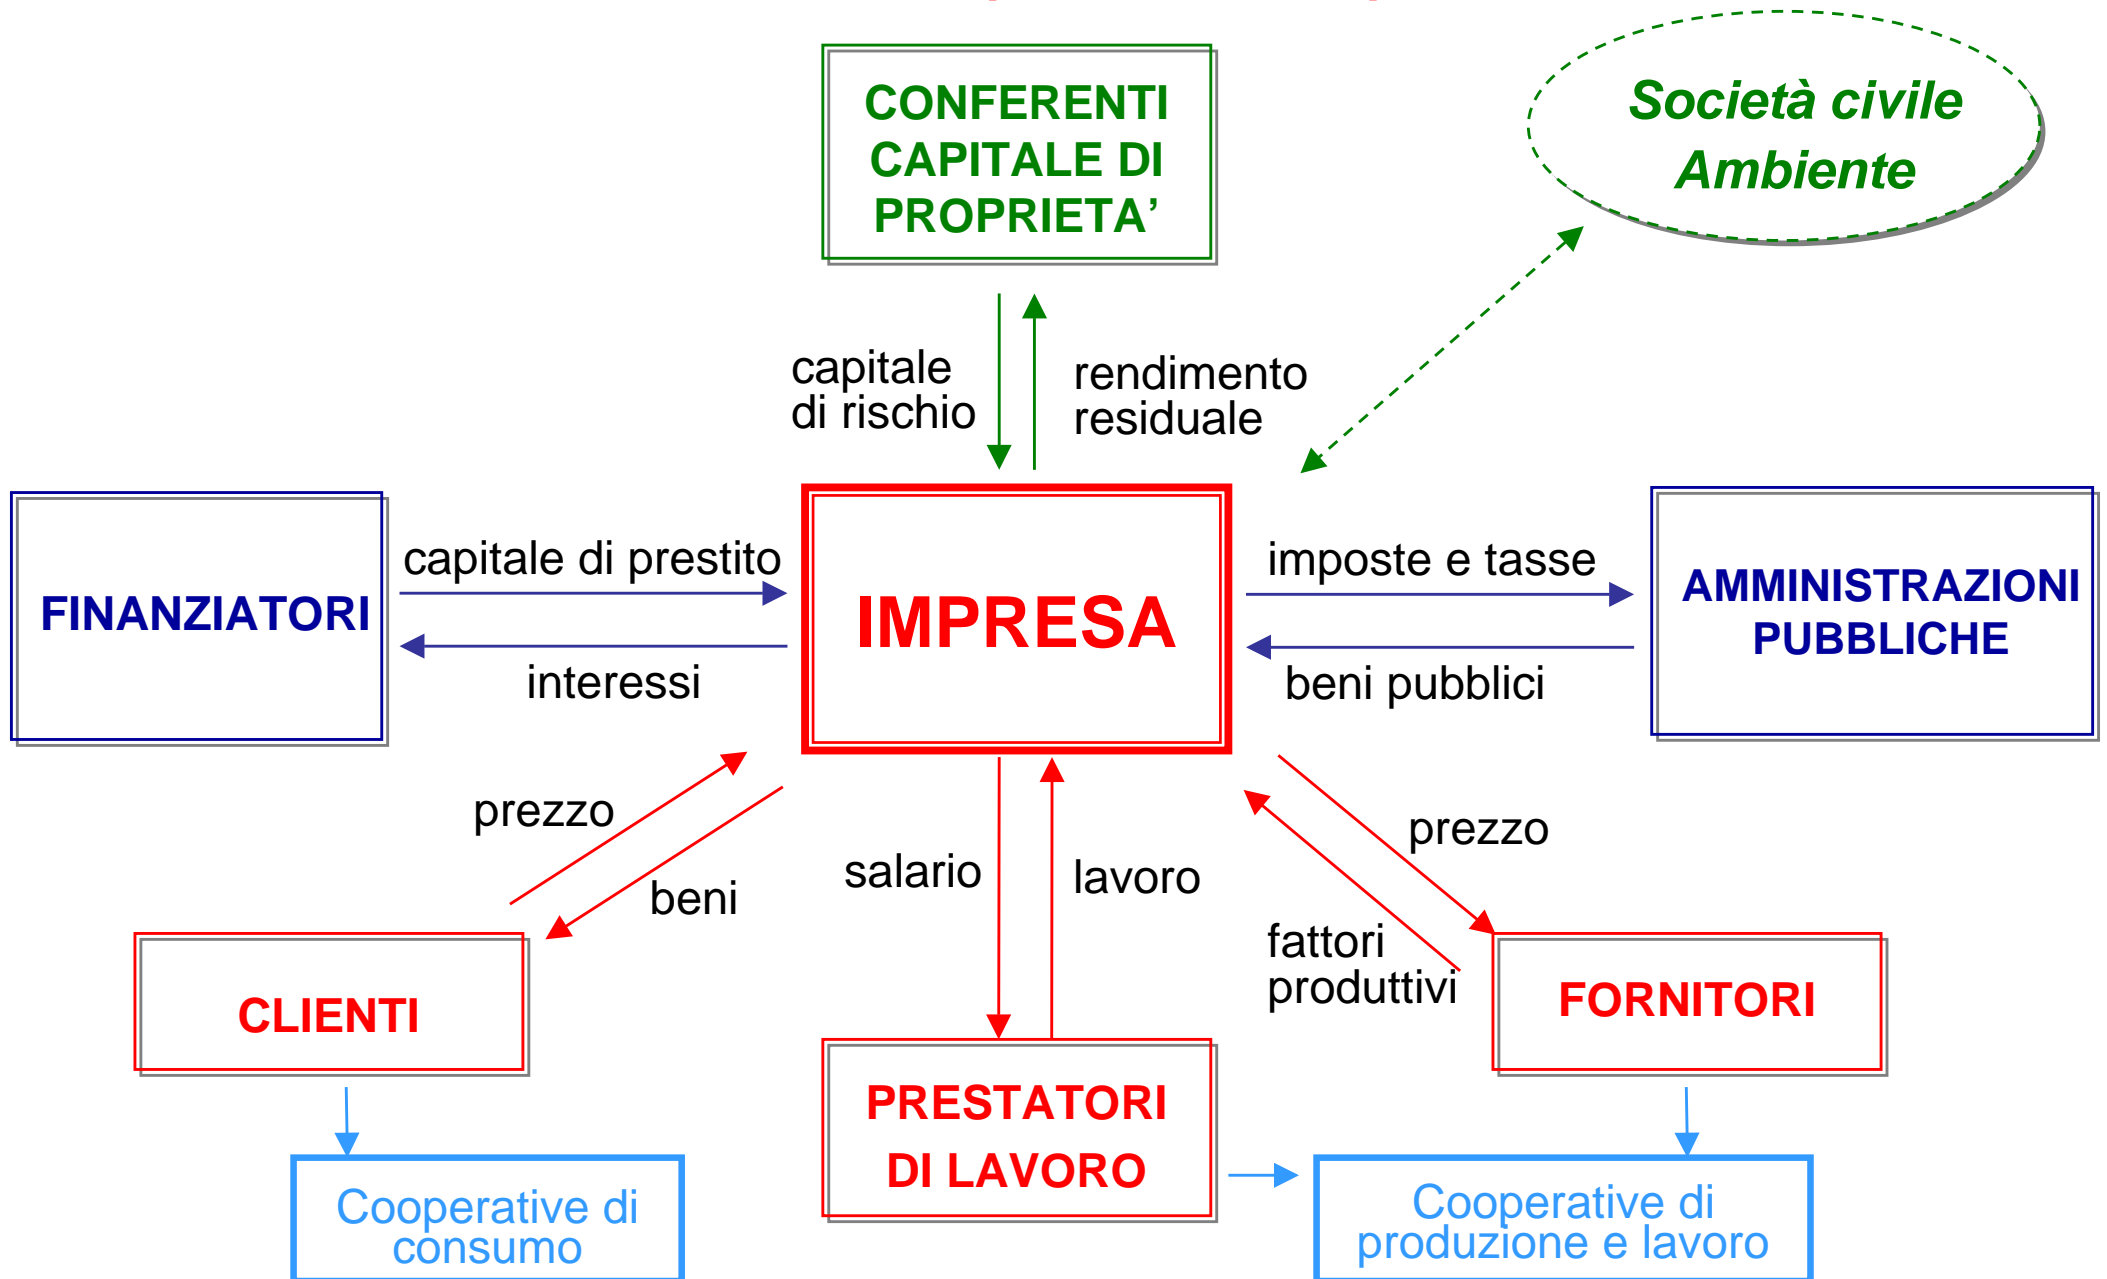 CONFERENTI
CAPITALE DI
PROPRIETA’
Società civile
Ambiente
capitale
di rischio
rendimento
residuale
FINANZIATORI
capitale di prestito
interessi
IMPRESA
imposte e tasse
beni pubblici
AMMINISTRAZIONI
PUBBLICHE
prezzo
beni
salario
lavoro
prezzo
fattori
produttivi
CLIENTI
PRESTATORI
DI LAVORO
FORNITORI
Cooperative di
consumo
Cooperative di
produzione e lavoro